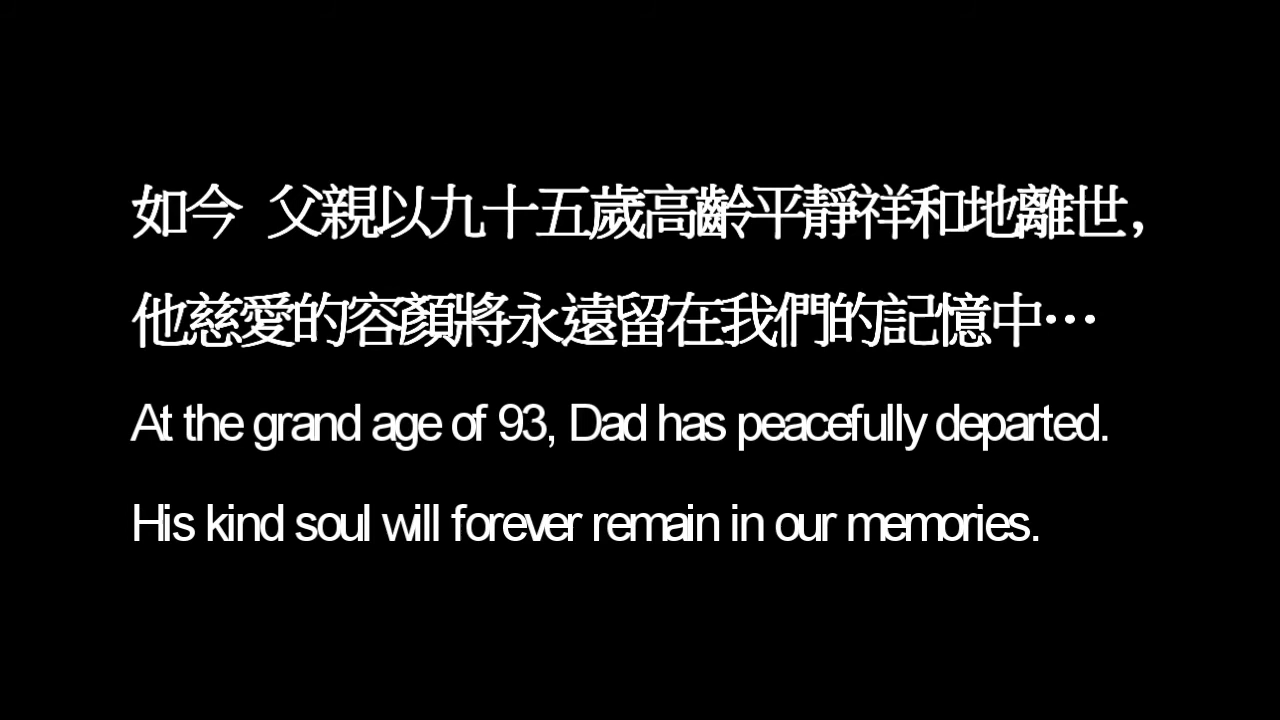 如今 父親以九十五歲高齡平靜祥和地離世，
他慈愛的容顏將永遠留在我們的記憶中…
At the grand age of 93, Dad has peacefully departed.
His kind soul will forever remain in our memories.